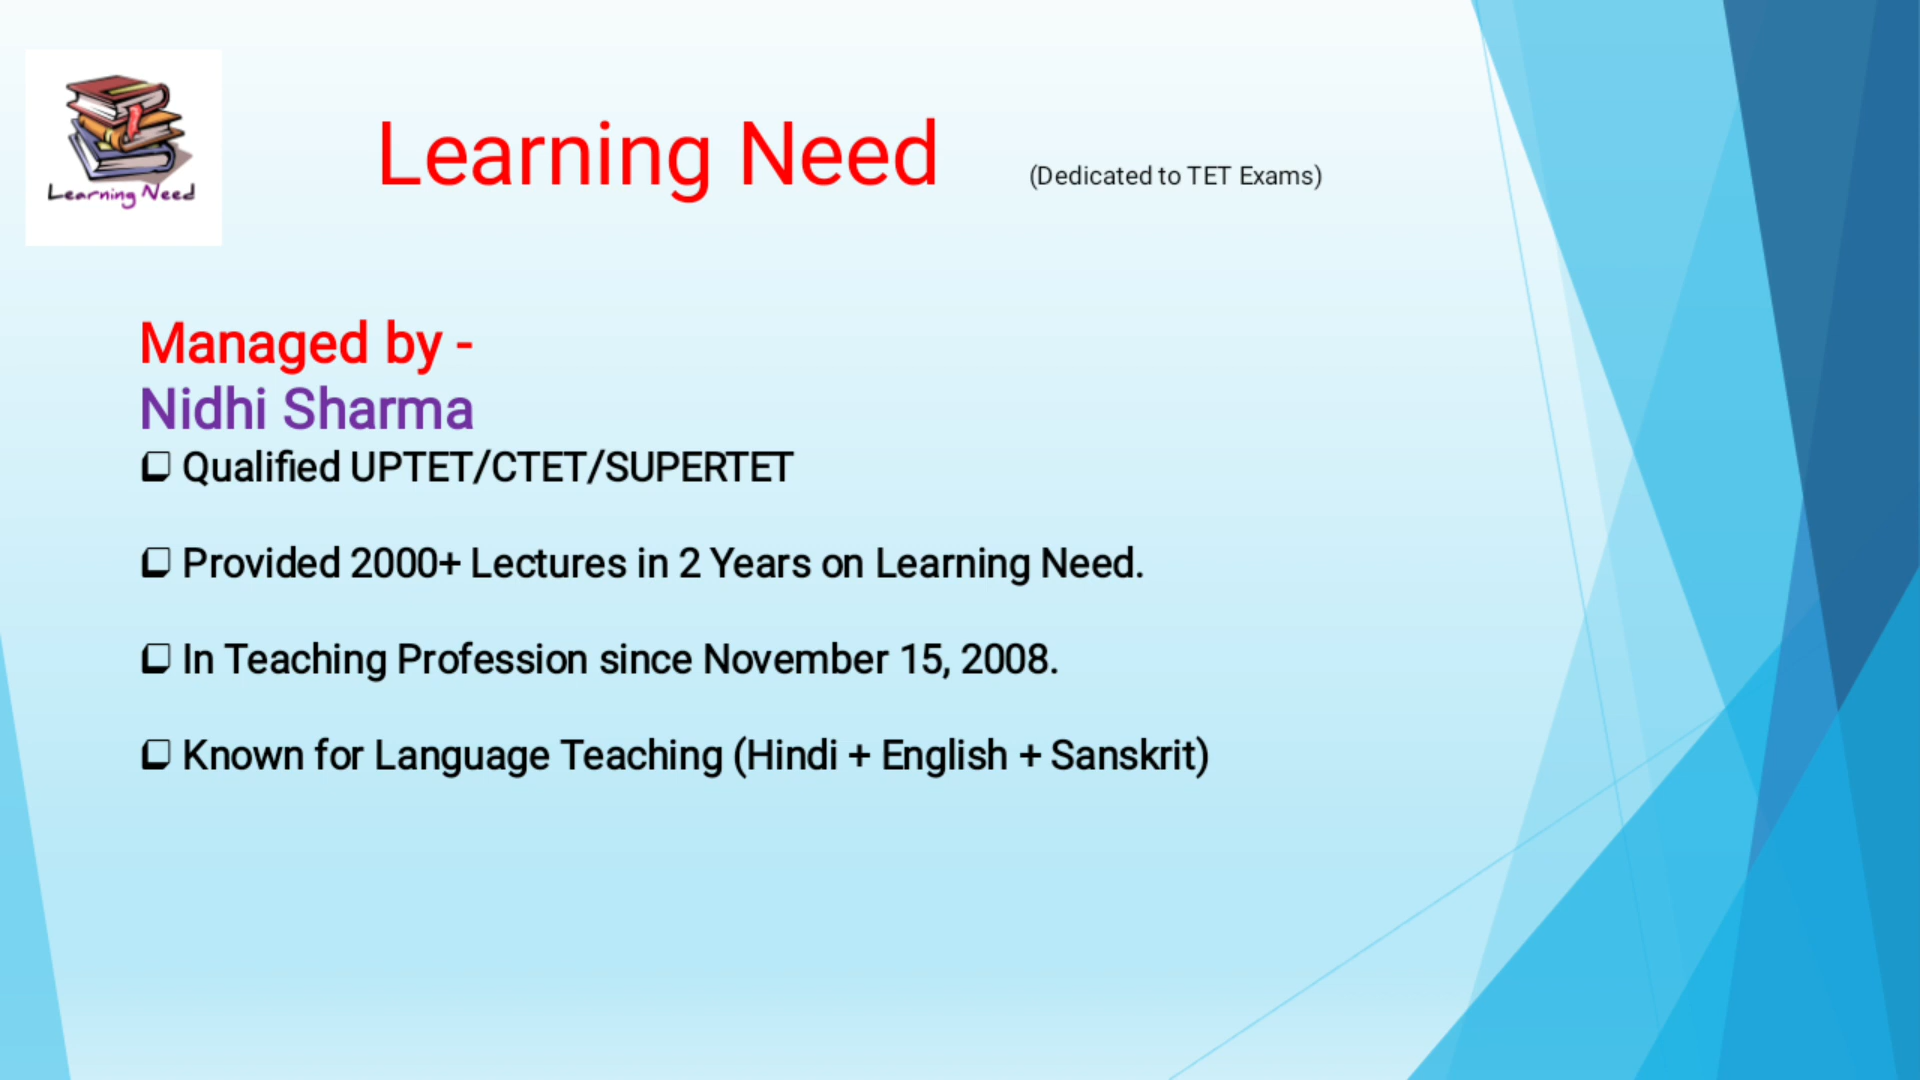 Learning Need
Learning Need (Dedicated to TET Exams)
Managed by -
Nidhi Sharma
❑ Qualified UPTET/CTET/SUPERTET
❑ Provided 2000+ Lectures in 2 Years on Learning Need.
❑ In Teaching Profession since November 15, 2008.
❑ Known for Language Teaching (Hindi + English + Sanskrit)